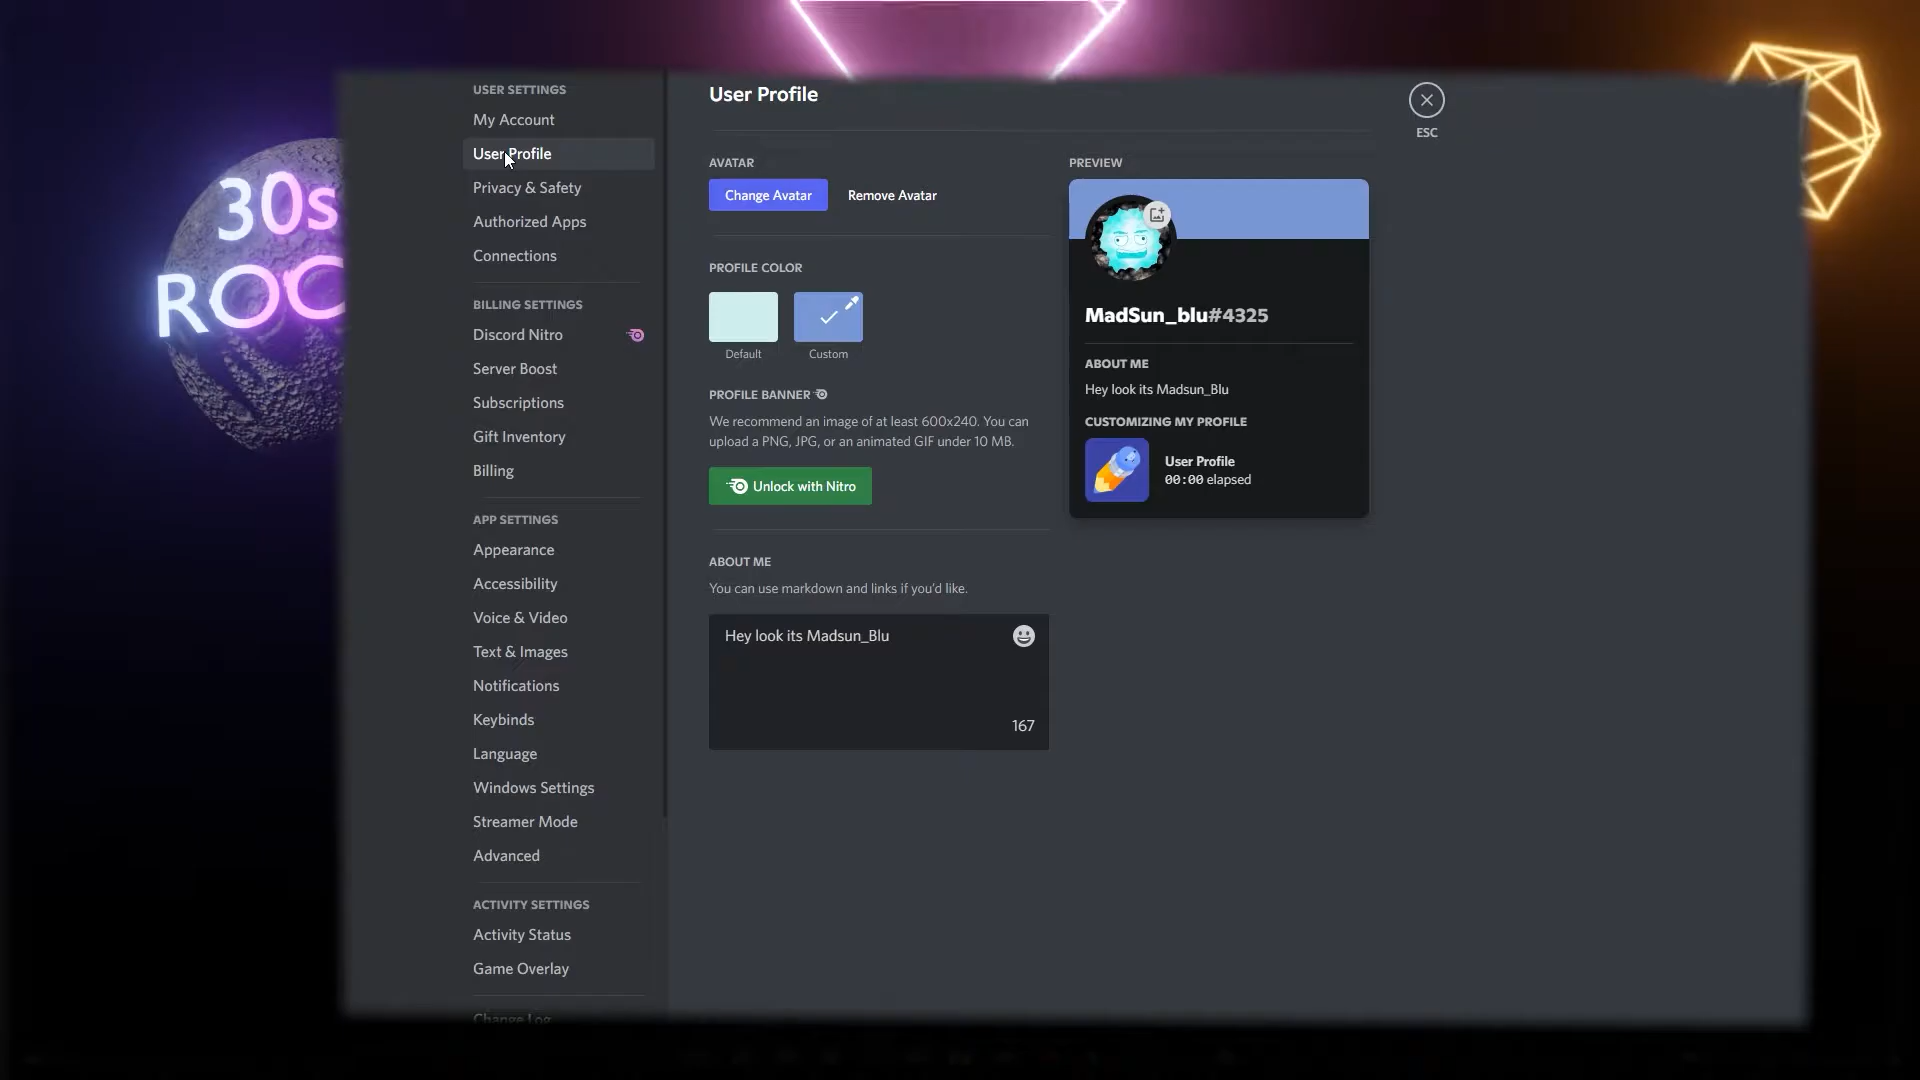 30s
ROC
USER SETTINGS
My Account
User Profile
Privacy & Safety
Authorized Apps
Connections
BILLING SETTINGS
Discord Nitro
Server Boost
Subscriptions
Gift Inventory
Billing
APP SETTINGS
Appearance
Accessibility
Voice & Video
Text & Images
Notifications
Keybinds
Language
Windows Settings
Streamer Mode
Advanced
ACTIVITY SETTINGS
Activity Status
Game Overlay
Change Log
User Profile
AVATAR
Change Avatar
Remove Avatar
PROFILE COLOR
Default
Custom
PROFILE BANNER
We recommend an image of at least 600x240. You can
upload a PNG, JPG, or an animated GIF under 10 MB.
Unlock with Nitro
ABOUT ME
You can use markdown and links if you'd like.
Hey look its Madsun_Blu
167
PREVIEW
MadSun_blu#4325
ABOUT ME
Hey look its Madsun_Blu
CUSTOMIZING MY PROFILE
User Profile
00:00 elapsed
ESC